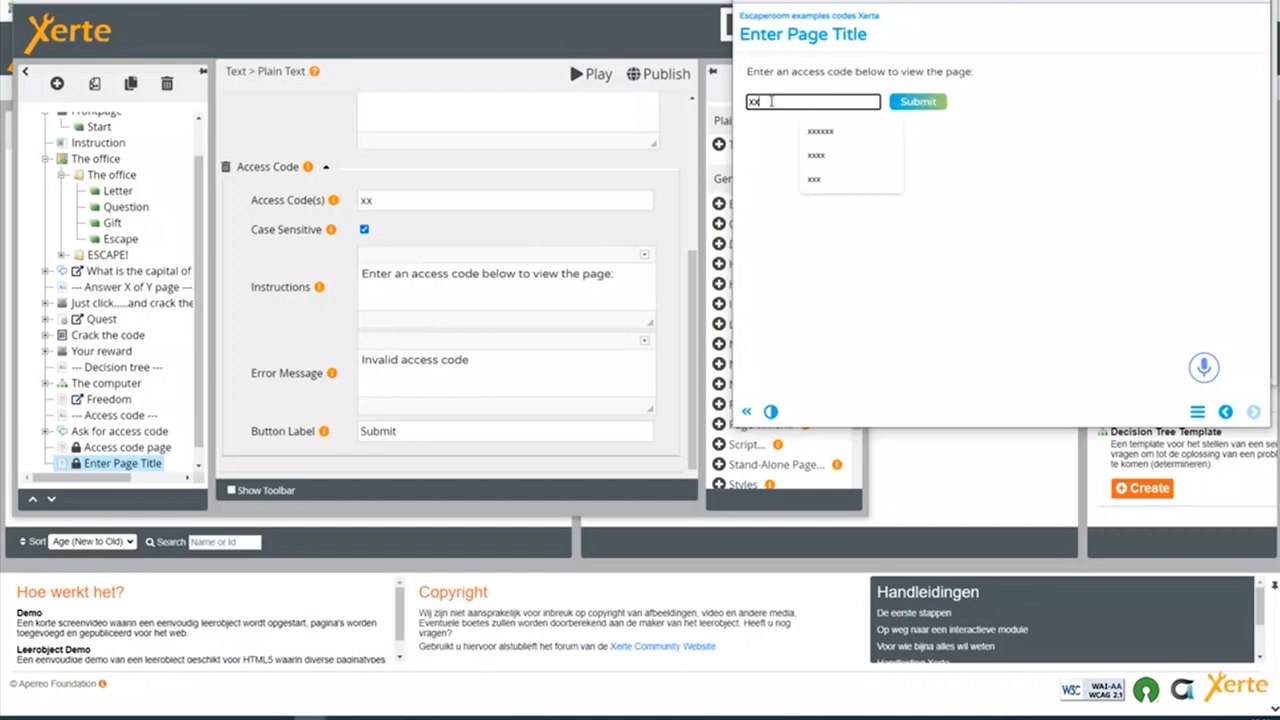 Xerte
Frontpage
Start
Instruction
The office
The office
Letter
Question
Gift
Escape
ESCAPE!
What is the capital of
--- Answer X of Y page ---
Just click.....and crack the
Quest
Crack the code
Your reward
--- Decision tree ---
The computer
Freedom
--- Access code ---
Ask for access code
Access code page
Enter Page Title
Text > Plain Text
Play
Publish
Access Code
Access Code(s)
xx
Case Sensitive
Instructions
Enter an access code below to view the page:
Error Message
Invalid access code
Button Label
Submit
Show Toolbar
Plai
Gen
Script...
Stand-Alone Page...
Styles
Escaperoom examples codes Xerte
Enter Page Title
Enter an access code below to view the page:
xx
Submit
xxxxxx
xxxx
xxx
Decision Tree Template
Een template voor het stellen van een se
vragen om tot de oplossing van een probl
te komen (determineren).
Create
Sort
Age (New to Old)
Search
Name or Id
Hoe werkt het?
Demo
Een korte screenvideo waarin een eenvoudig leerobject wordt opgestart, pagina's worden
toegevoegd en gepubliceerd voor het web.
Leerobject Demo
Een eenvoudige demo van een leerobject geschikt voor HTML5 waarin diverse paginatypes
Copyright
Wij zijn niet aansprakelijk voor inbreuk op copyright van afbeeldingen, video en andere media.
Eventuele boetes zullen worden doorberekend aan de maker van het leerobject. Heeft u nog
vragen?
Gebruikt u hiervoor alstublieft het forum van de Xerte Community Website
Handleidingen
De eerste stappen
Op weg naar een interactieve module
Voor wie bijna alles wil weten
Handleiding Xerte
© Apereo Foundation
W3C WAI-AA
WCAG 2.1
Xerte